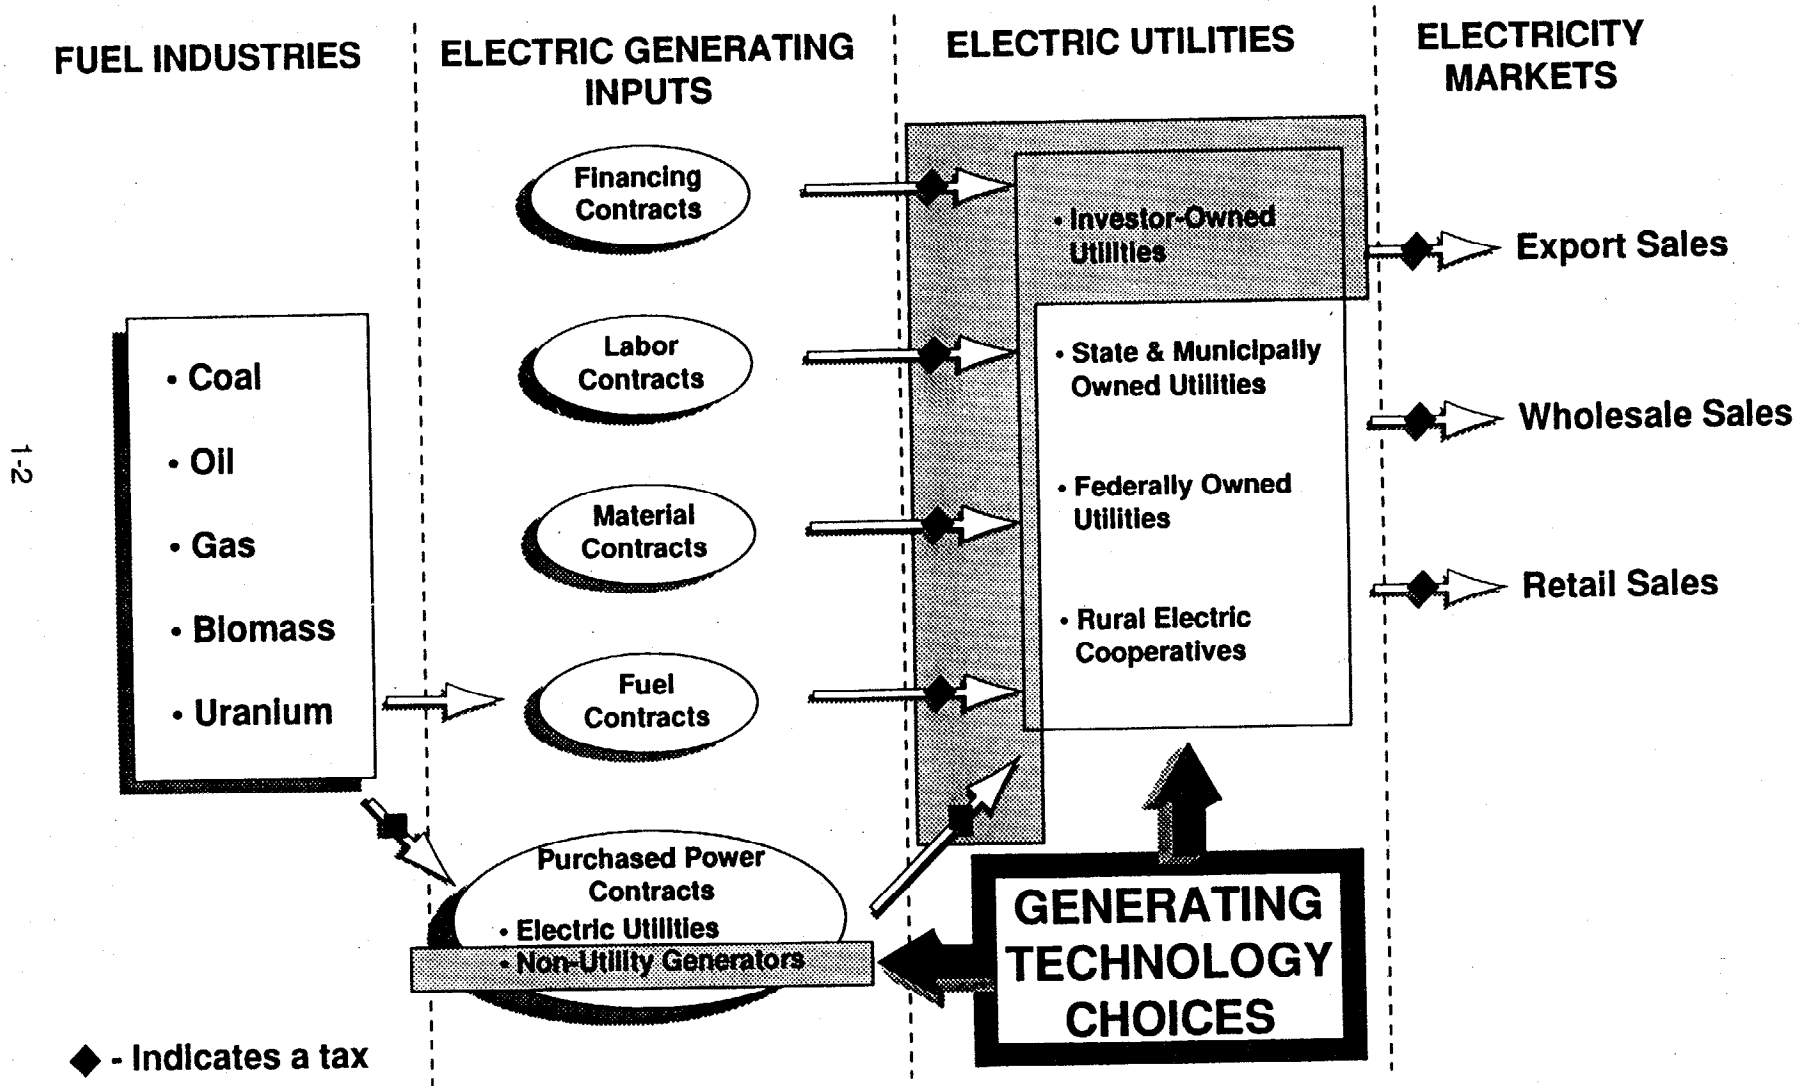 FUEL INDUSTRIES
ELECTRIC GENERATING
INPUTS
ELECTRIC UTILITIES
ELECTRICITY
MARKETS
• Coal
• Oil
• Gas
• Biomass
• Uranium
Financing
Contracts
Labor
Contracts
Material
Contracts
Fuel
Contracts
Purchased Power
Contracts
• Electric Utilities
• Non-Utility Generators
• Investor-Owned
Utilities
• State & Municipally
Owned Utilities
• Federally Owned
Utilities
• Rural Electric
Cooperatives
Export Sales
Wholesale Sales
Retail Sales
GENERATING
TECHNOLOGY
CHOICES
◆ - Indicates a tax
1-2